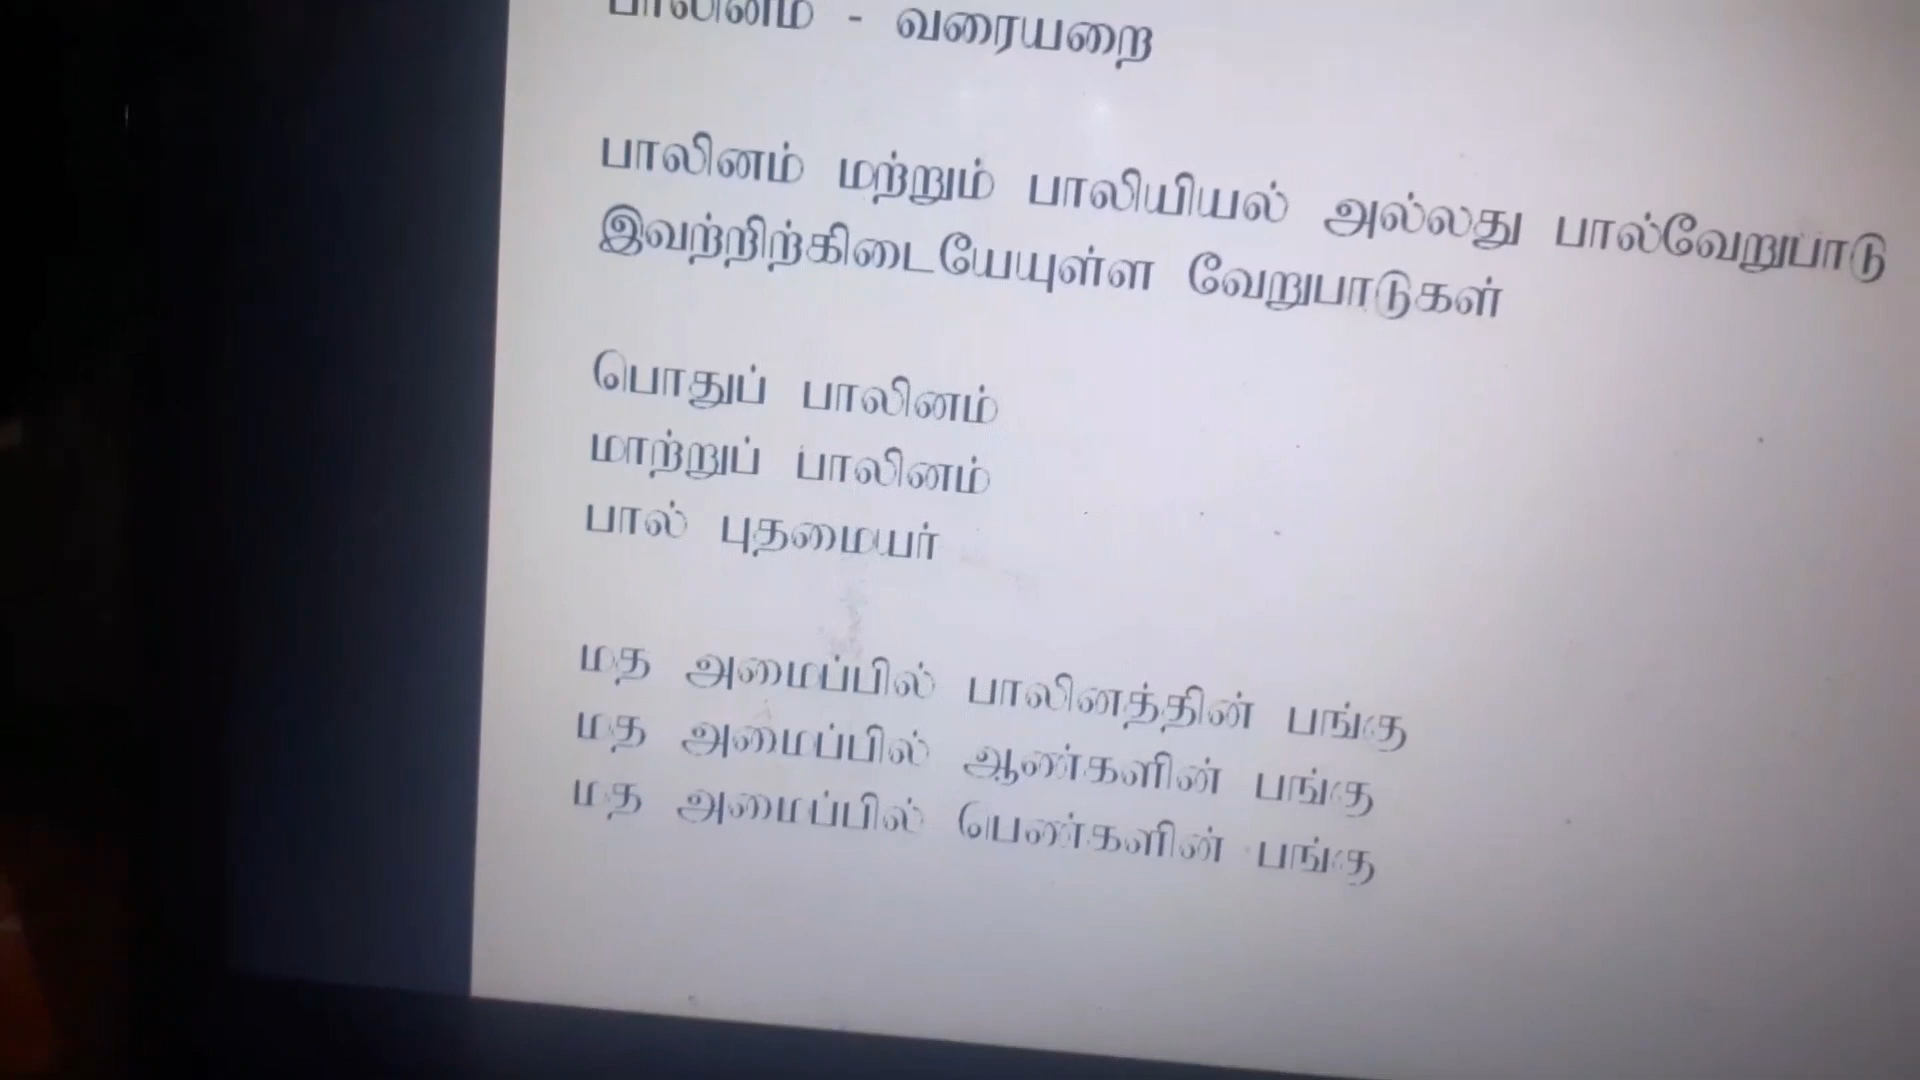 பாலினம் - வரையறை
பாலினம் மற்றும் பாலியியல் அல்லது பால்வேறுபாடு
இவற்றிற்கிடையேயுள்ள வேறுபாடுகள்
பொதுப் பாலினம்
மாற்றுப் பாலினம்
பால் புதமையர்
மத அமைப்பில் பாலினத்தின் பங்கு
மத அமைப்பில் ஆண்களின் பங்கு
மத அமைப்பில் பெண்களின் பங்கு